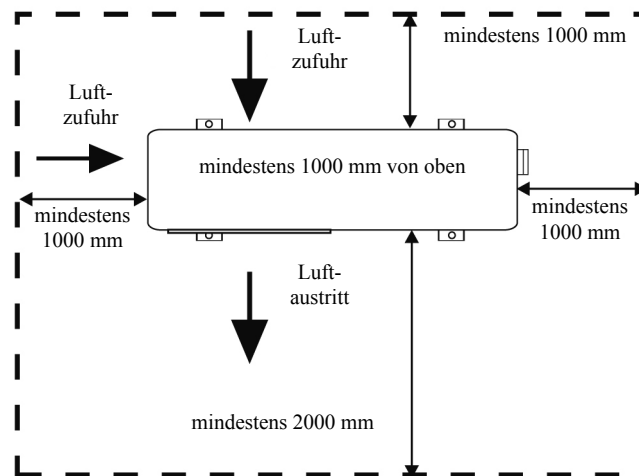 Luft-
zufuhr
mindestens 1000 mm
Luft-
zufuhr
mindestens 1000 mm von oben
mindestens
1000 mm
mindestens
1000 mm
Luft-
austritt
mindestens 2000 mm